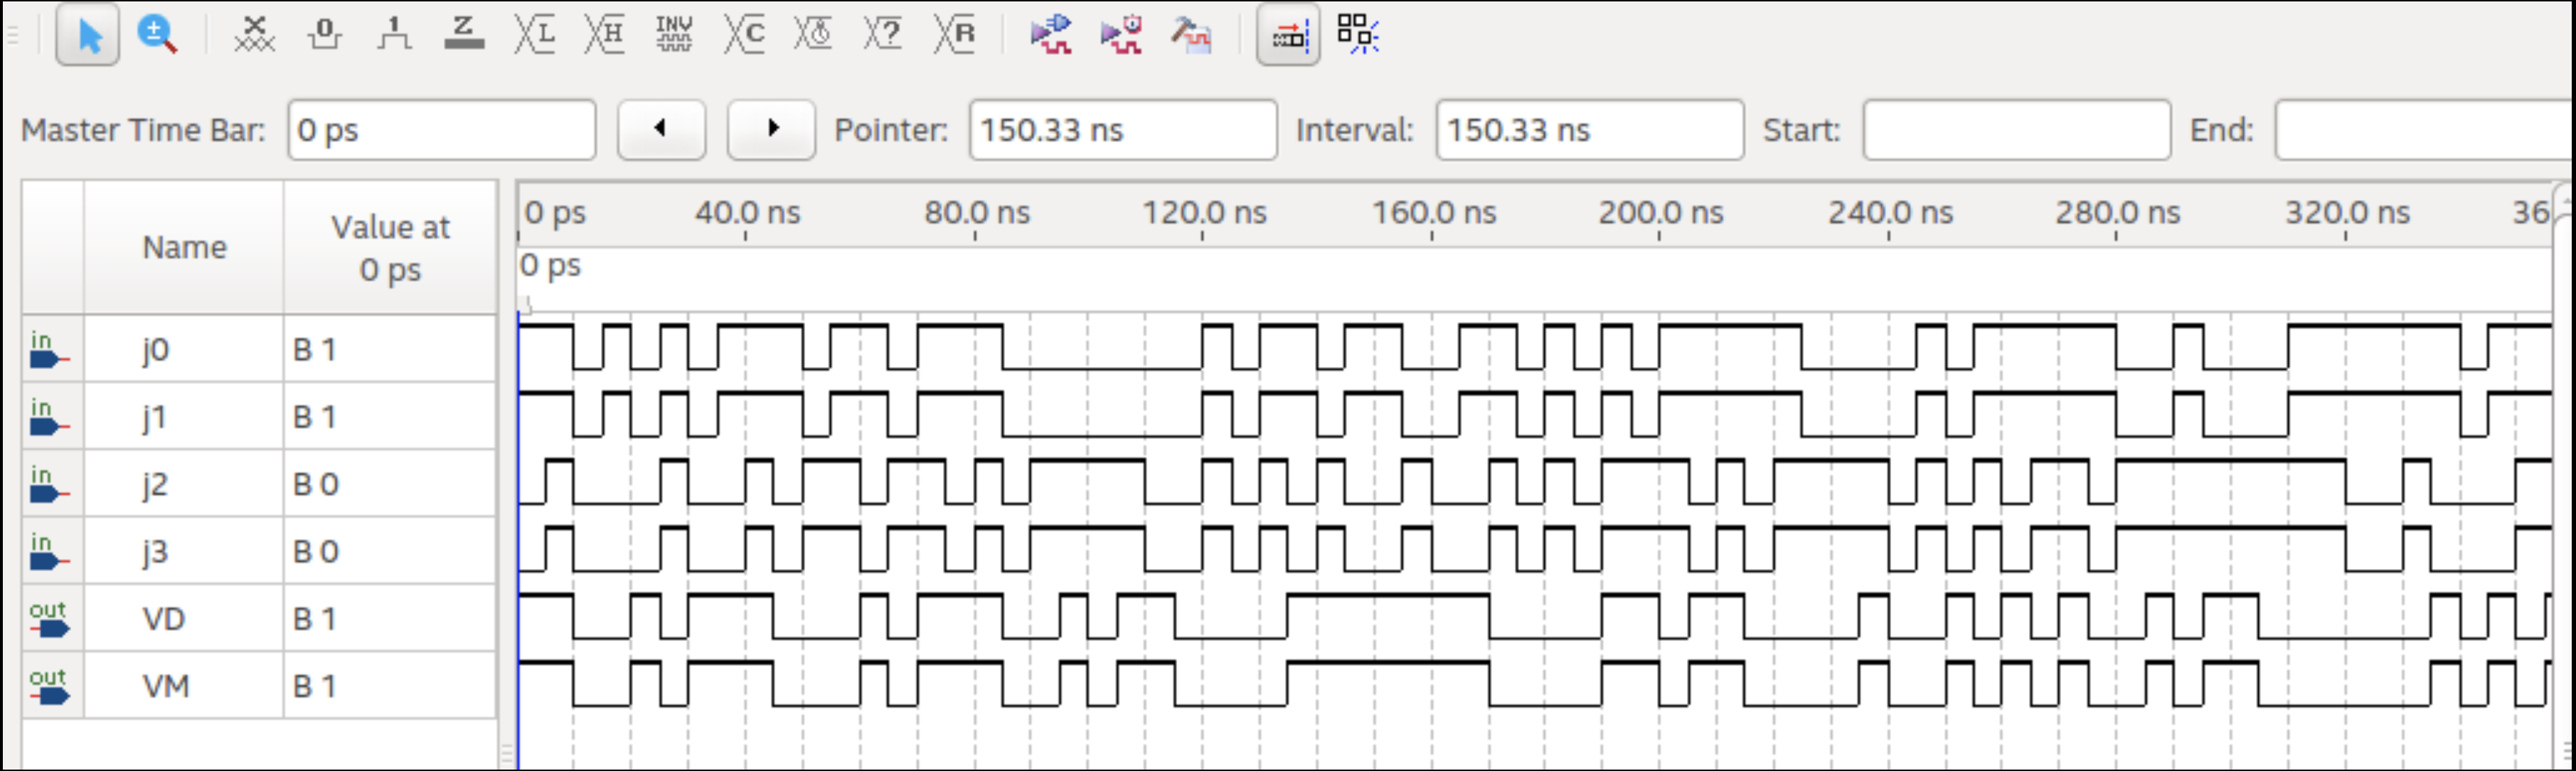 X 0 1 Z L H INV C ? R
Master Time Bar: 0 ps Pointer: 150.33 ns Interval: 150.33 ns Start: End:
Name Value at 0 ps
0 ps 40.0 ns 80.0 ns 120.0 ns 160.0 ns 200.0 ns 240.0 ns 280.0 ns 320.0 ns 36
0 ps
in j0 B 1
in j1 B 1
in j2 B 0
in j3 B 0
out VD B 1
out VM B 1